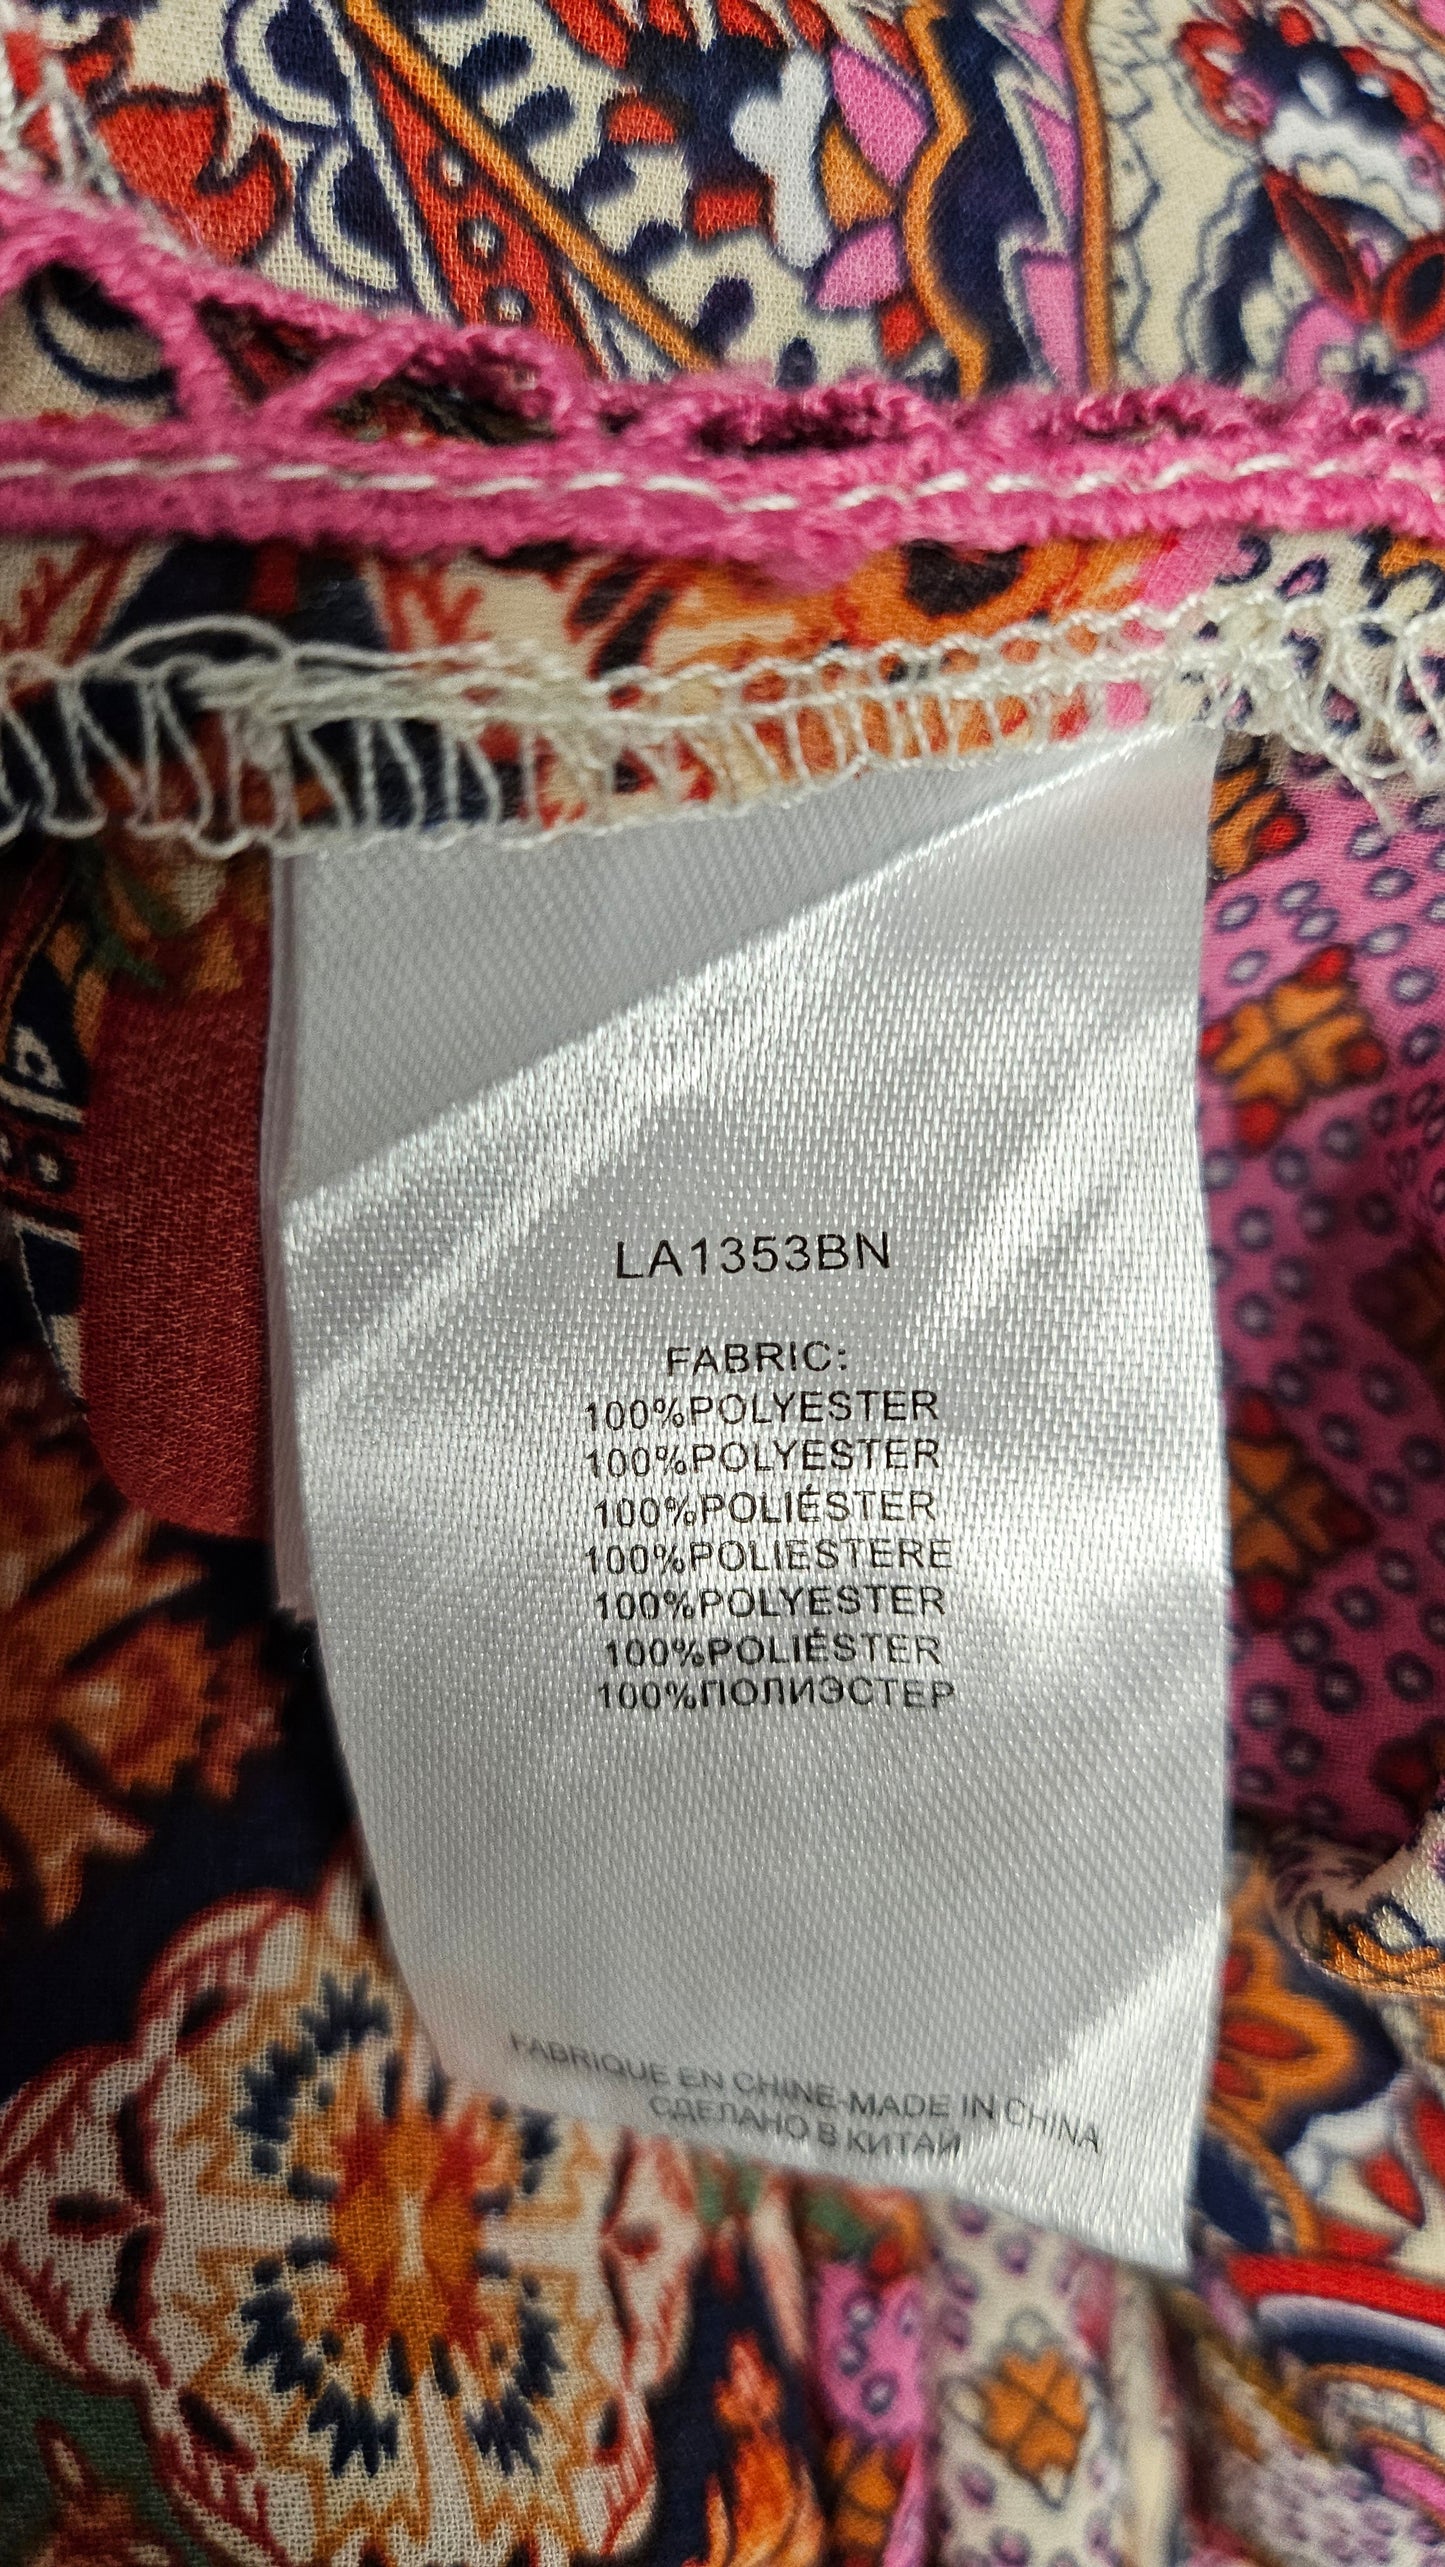 LA1353BN
FABRIC:
100%POLYESTER
100%POLYESTER
100%POLIÉSTER
100%POLIESTERE
100%POLYESTER
100%POLIÉSTER
100%ПОЛИЭСТЕР
FABRIQUE EN CHINE-MADE IN CHINA
СДЕЛАНО В КИТАЙ